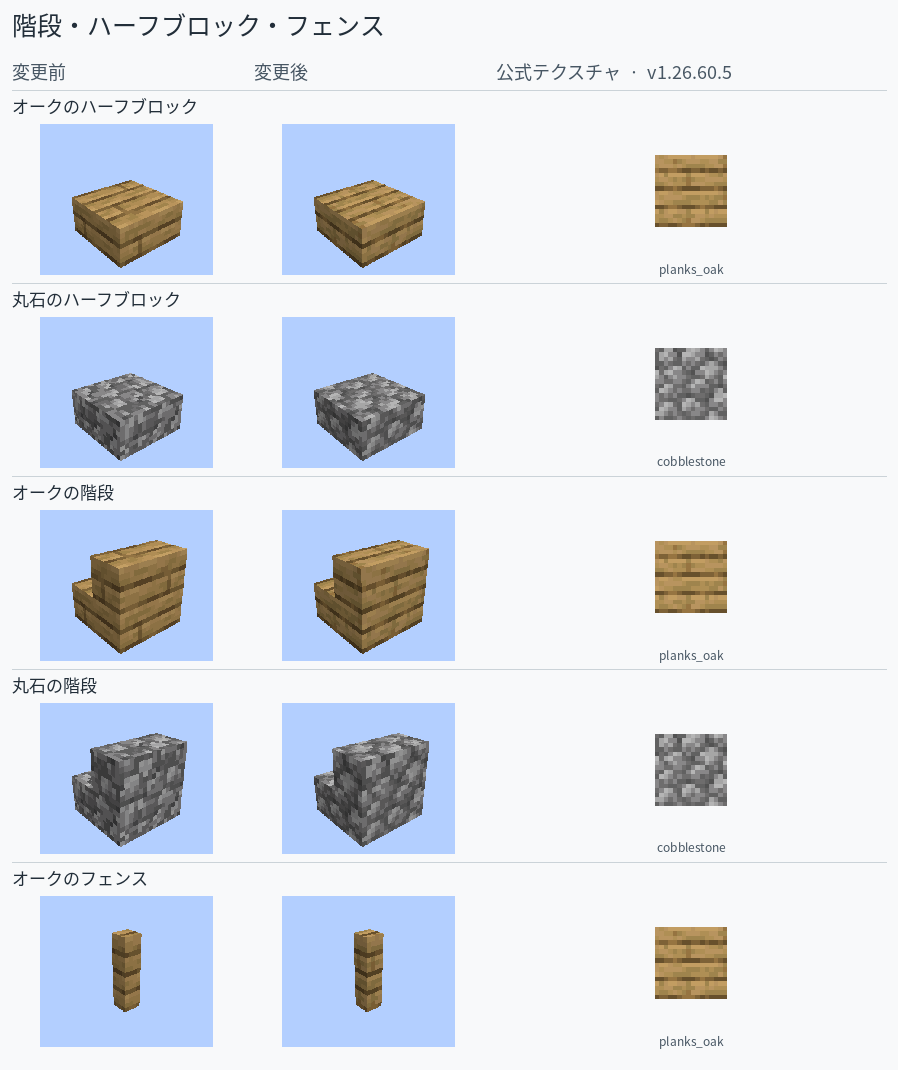 階段・ハーフブロック・フェンス
変更前 変更後 公式テクスチャ · v1.26.60.5
オークのハーフブロック
planks_oak
丸石のハーフブロック
cobblestone
オークの階段
planks_oak
丸石の階段
cobblestone
オークのフェンス
planks_oak